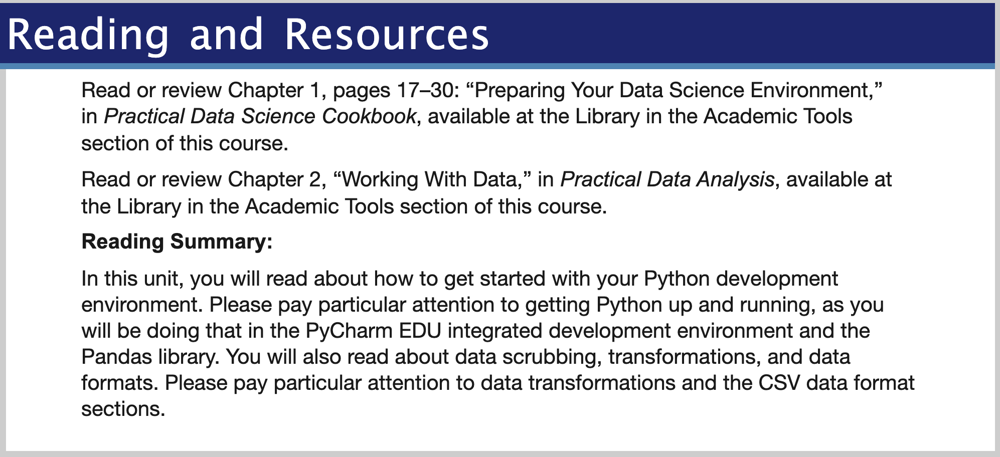 Reading and Resources
Read or review Chapter 1, pages 17–30: “Preparing Your Data Science Environment,”
in Practical Data Science Cookbook, available at the Library in the Academic Tools
section of this course.
Read or review Chapter 2, “Working With Data,” in Practical Data Analysis, available at
the Library in the Academic Tools section of this course.
Reading Summary:
In this unit, you will read about how to get started with your Python development
environment. Please pay particular attention to getting Python up and running, as you
will be doing that in the PyCharm EDU integrated development environment and the
Pandas library. You will also read about data scrubbing, transformations, and data
formats. Please pay particular attention to data transformations and the CSV data format
sections.